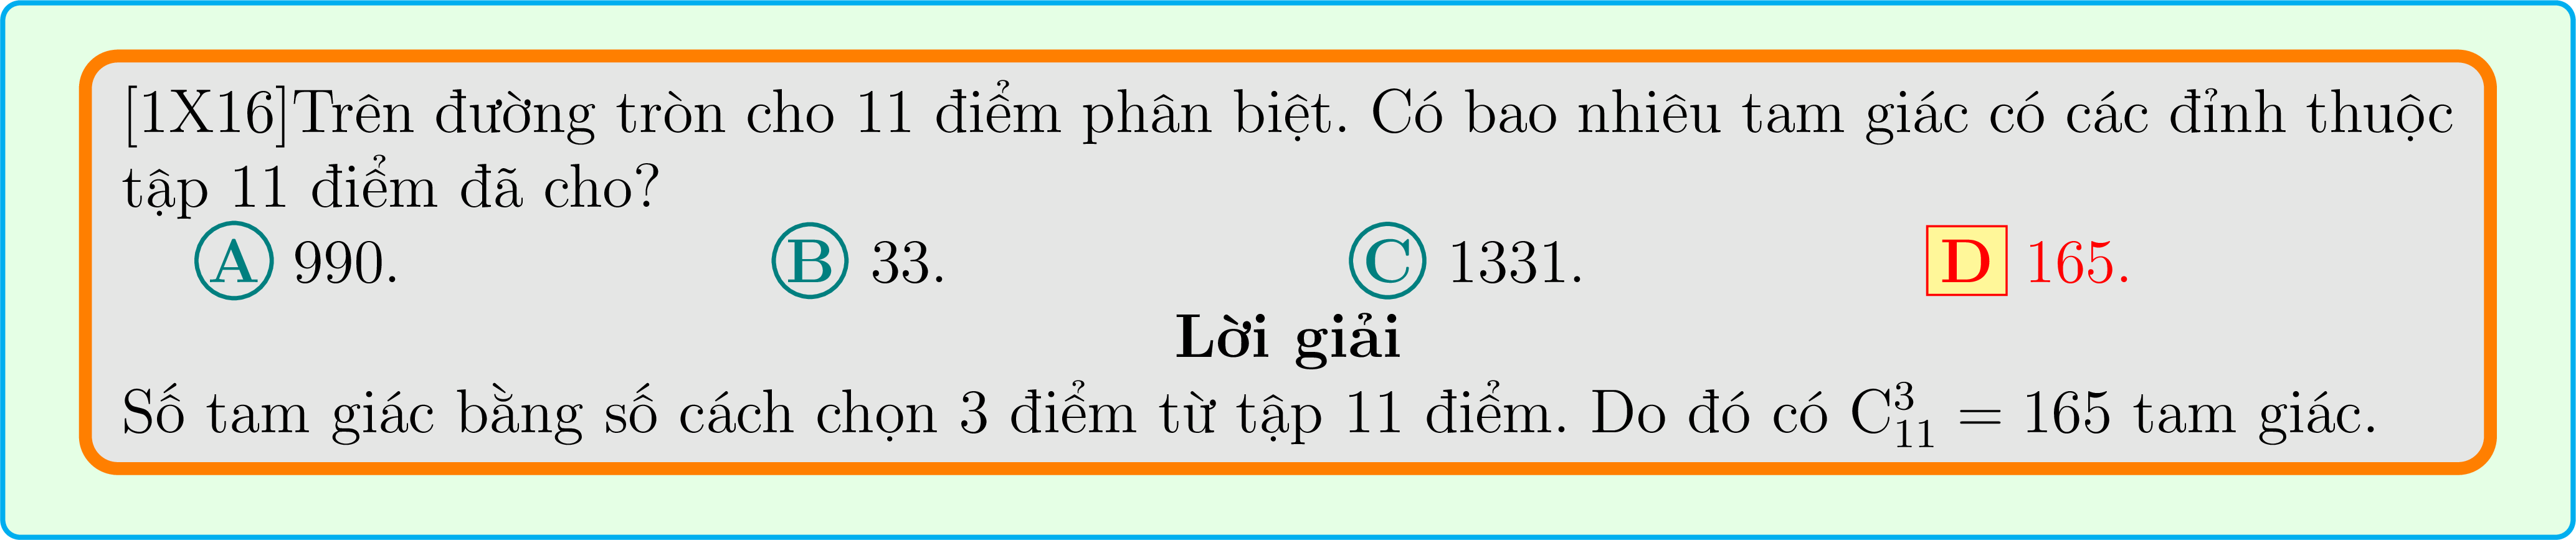 [1X16]Trên đường tròn cho 11 điểm phân biệt. Có bao nhiêu tam giác có các đỉnh thuộc
tập 11 điểm đã cho?
A 990. B 33. C 1331. D 165.
Lời giải
Số tam giác bằng số cách chọn 3 điểm từ tập 11 điểm. Do đó có $\mathrm{C}_{11}^{3} = 165$ tam giác.